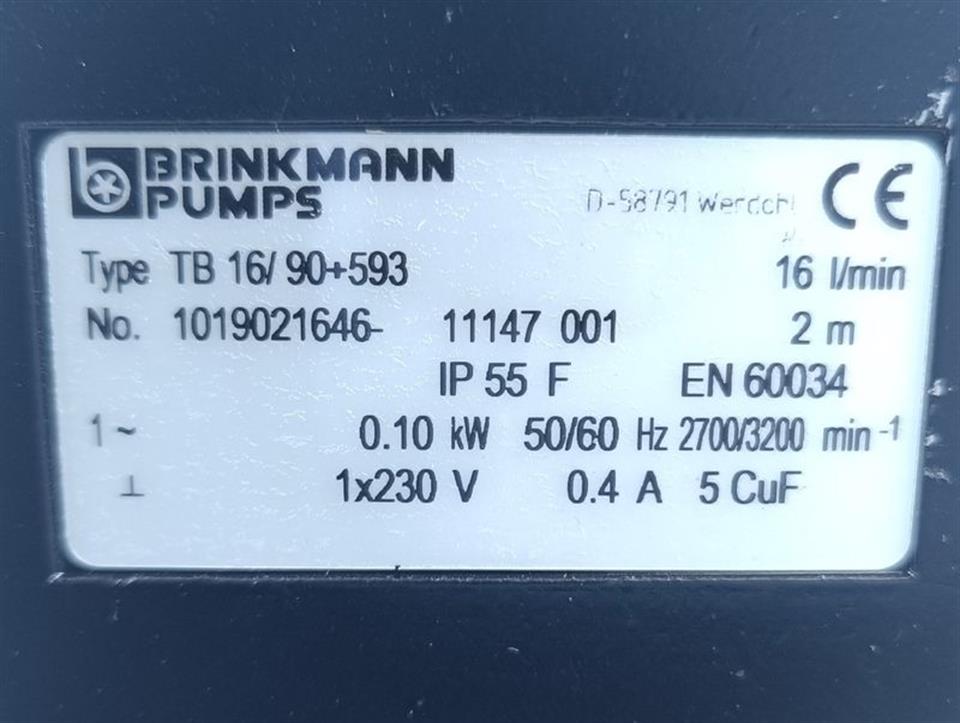 BRINKMANN
PUMPS
D-58791 Werdohl
CE
Type TB 16/ 90+593 16 l/min
No. 1019021646- 11147 001 2 m
IP 55 F EN 60034
1~ 0.10 kW 50/60 Hz 2700/3200 min -1
⊥ 1x230 V 0.4 A 5 CuF